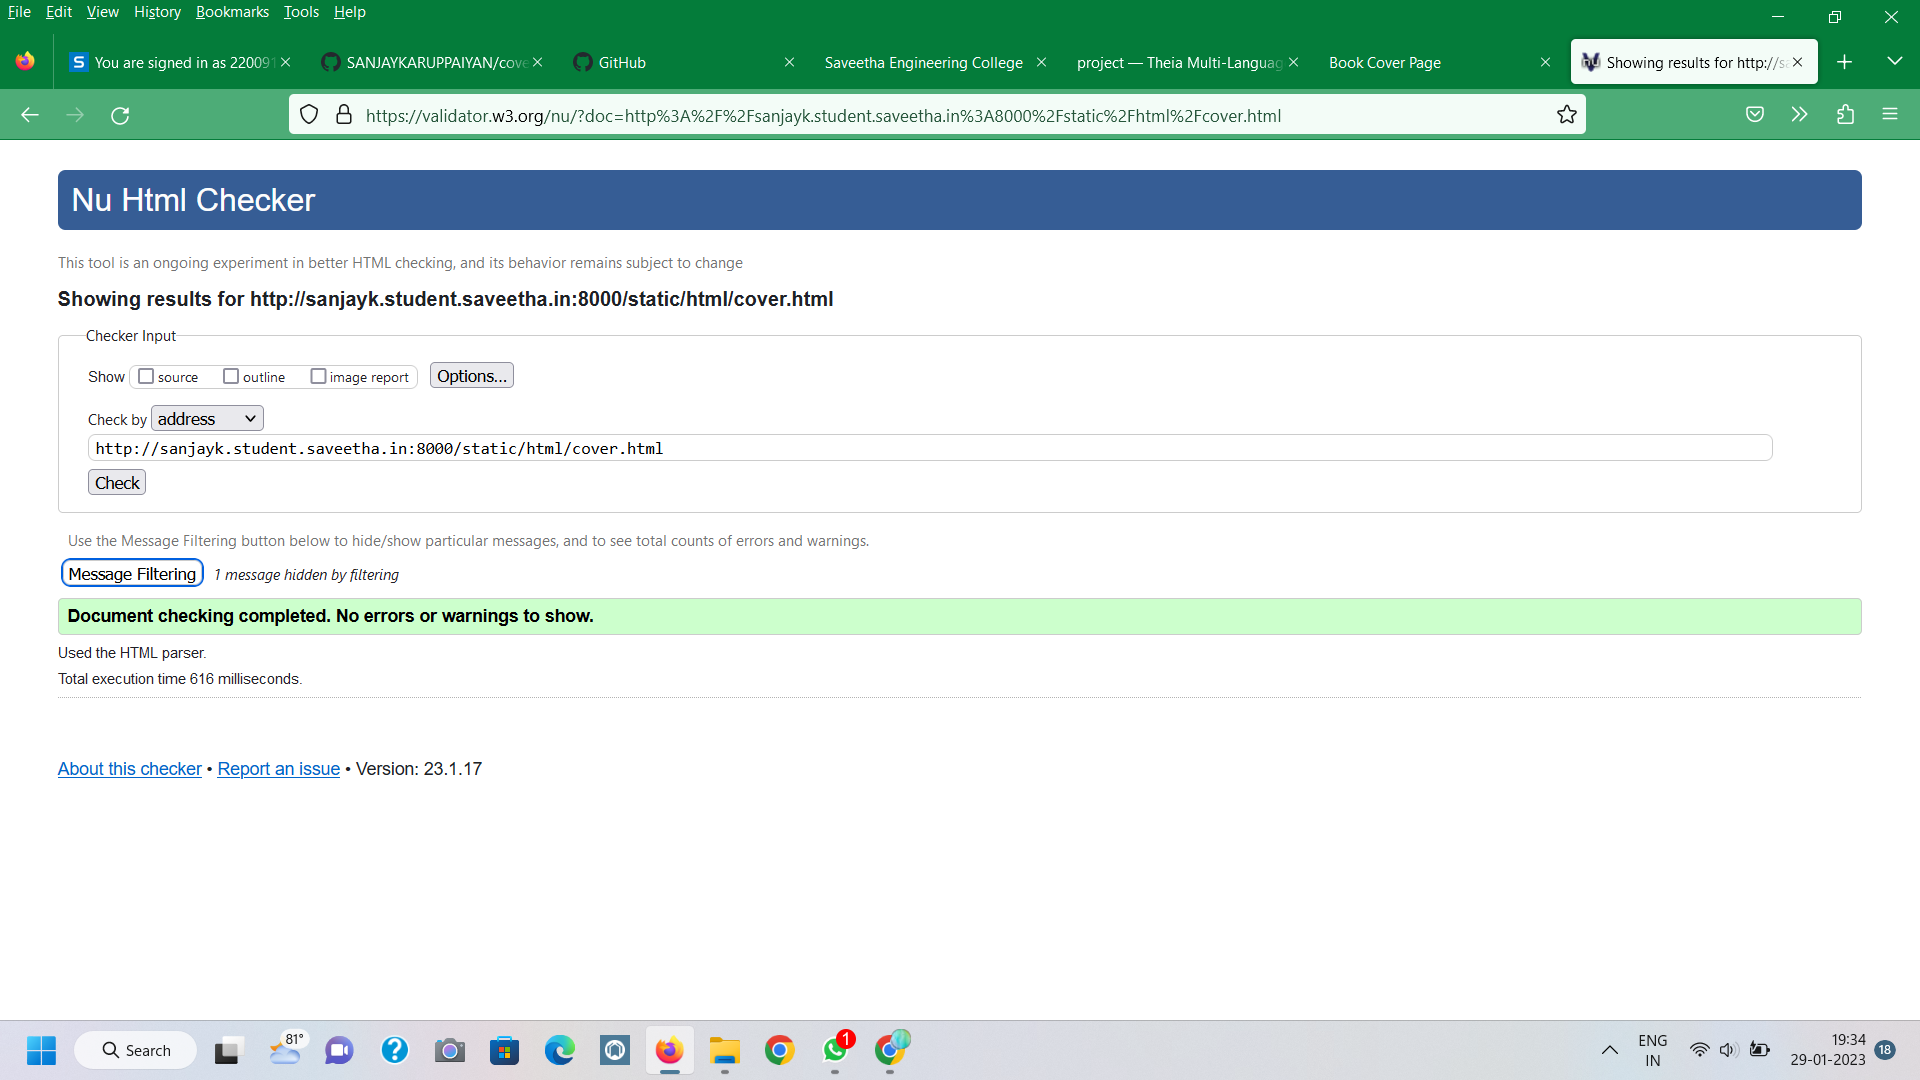 File Edit View History Bookmarks Tools Help
You are signed in as 220091
SANJAYKARUPPAIYAN/cove
GitHub
Saveetha Engineering College
project — Theia Multi-Languag
Book Cover Page
Showing results for http://sa
https://validator.w3.org/nu/?doc=http%3A%2F%2Fsanjayk.student.saveetha.in%3A8000%2Fstatic%2Fhtml%2Fcover.html
Nu Html Checker
This tool is an ongoing experiment in better HTML checking, and its behavior remains subject to change
Showing results for http://sanjayk.student.saveetha.in:8000/static/html/cover.html
Checker Input
Show source outline image report Options...
Check by address
http://sanjayk.student.saveetha.in:8000/static/html/cover.html
Check
Use the Message Filtering button below to hide/show particular messages, and to see total counts of errors and warnings.
Message Filtering 1 message hidden by filtering
Document checking completed. No errors or warnings to show.
Used the HTML parser.
Total execution time 616 milliseconds.
About this checker • Report an issue • Version: 23.1.17
Search
81°
1
ENG
IN
19:34
29-01-2023
18